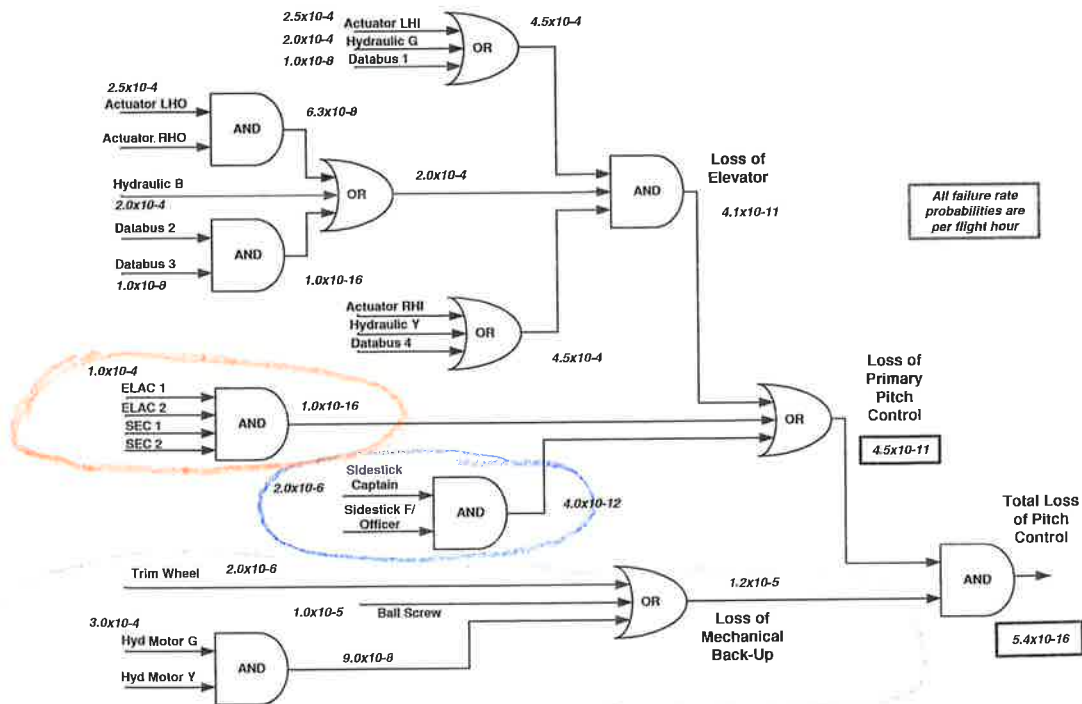 2.5x10-4
Actuator LHI
2.0x10-4
Hydraulic G
1.0x10-8
Databus 1
OR
4.5x10-4
2.5x10-4
Actuator LHO
Actuator RHO
AND
6.3x10-8
Hydraulic B
2.0x10-4
OR
2.0x10-4
Databus 2
Databus 3
1.0x10-8
AND
1.0x10-16
AND
Loss of
Elevator
4.1x10-11
All failure rate
probabilities are
per flight hour
Actuator RHI
Hydraulic Y
Databus 4
OR
4.5x10-4
1.0x10-4
ELAC 1
ELAC 2
SEC 1
SEC 2
AND
1.0x10-16
OR
Loss of
Primary
Pitch
Control
4.5x10-11
2.0x10-6
Sidestick
Captain
Sidestick F/
Officer
AND
4.0x10-12
Total Loss
of Pitch
Control
AND
5.4x10-16
Trim Wheel
2.0x10-6
1.0x10-5
Ball Screw
OR
1.2x10-5
Loss of
Mechanical
Back-Up
3.0x10-4
Hyd Motor G
Hyd Motor Y
AND
9.0x10-8